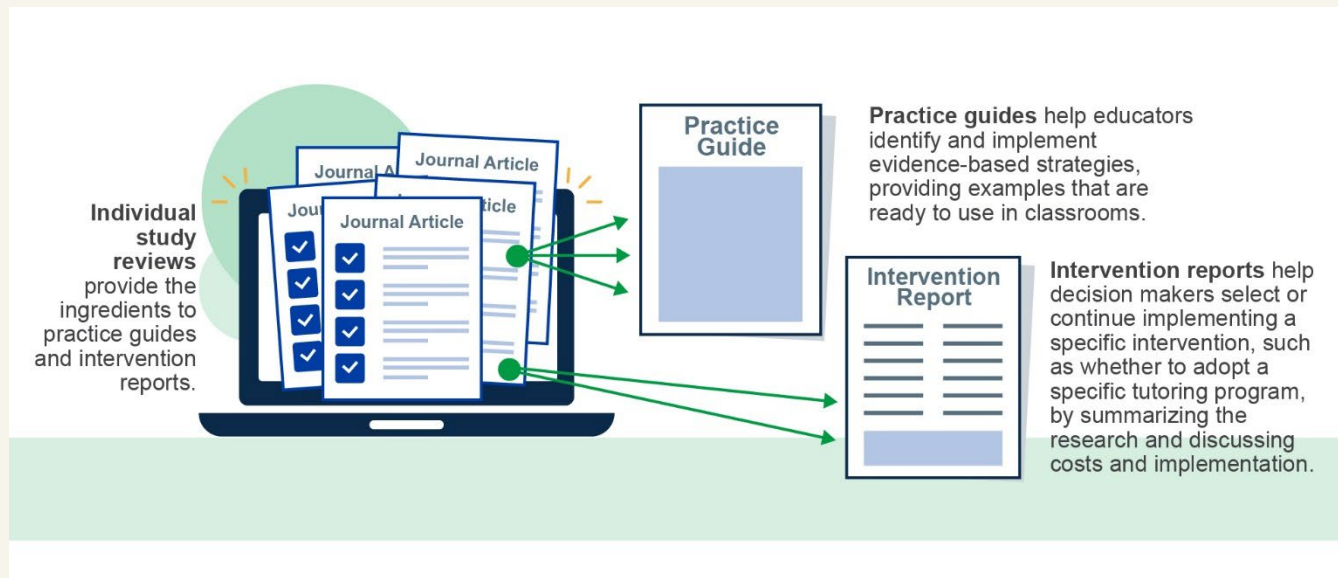 Individual
study
reviews
provide the
ingredients to
practice guides
and intervention
reports.
Journal A
Journal Article
Jou
ticle
Journal Article
Practice
Guide
Practice guides help educators
identify and implement
evidence-based strategies,
providing examples that are
ready to use in classrooms.
Intervention
Report
Intervention reports help
decision makers select or
continue implementing a
specific intervention, such
as whether to adopt a
specific tutoring program,
by summarizing the
research and discussing
costs and implementation.